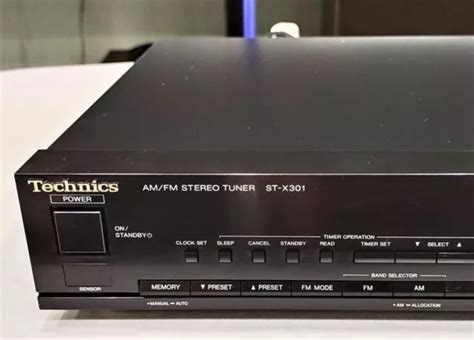 Technics
AM/FM STEREO TUNER ST-X301
POWER
ON/
STANDBY
TIMER OPERATION
CLOCK SET SLEEP CANCEL STANDBY READ TIMER SET ▼ SELECT ▲
BAND SELECTOR
SENSOR
MEMORY ▼ PRESET ▲ PRESET FM MODE FM AM
MANUAL AUTO
AM ALLOCATION